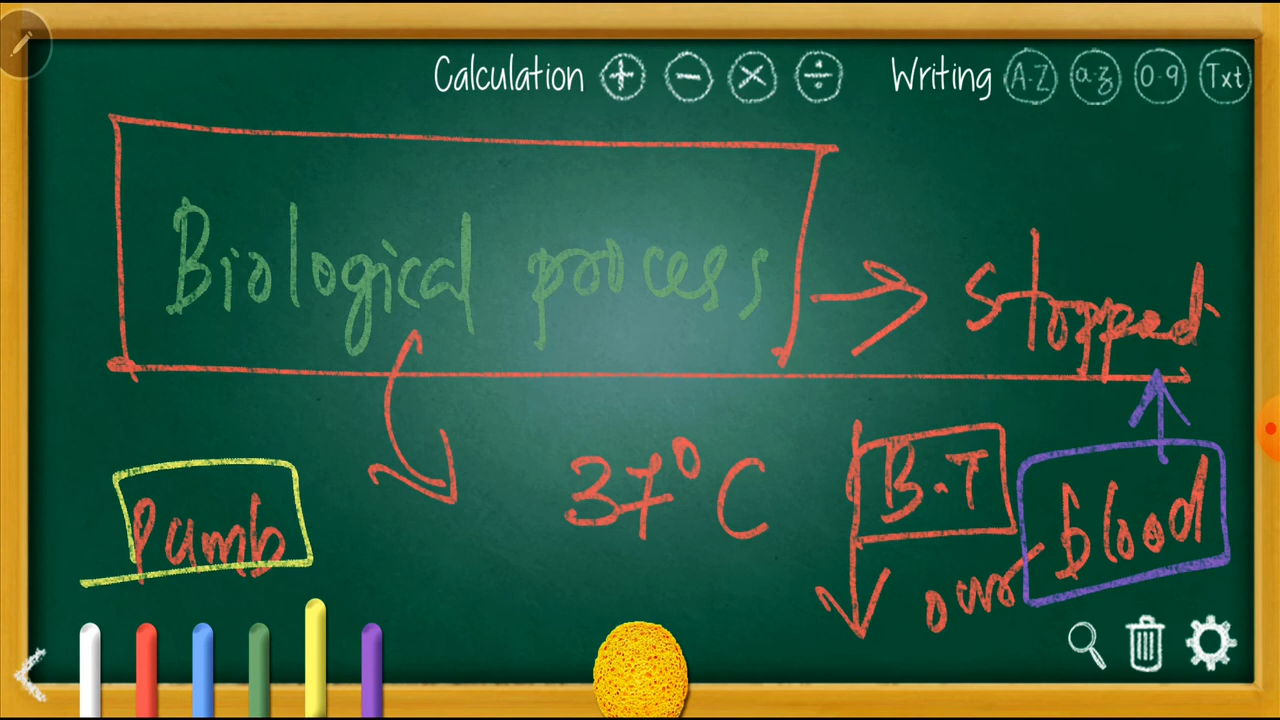 Calculation + − × ÷ Writing A-Z a-z 0-9 Txt
Biological process → stopped
37°C B.T
Pumb our blood